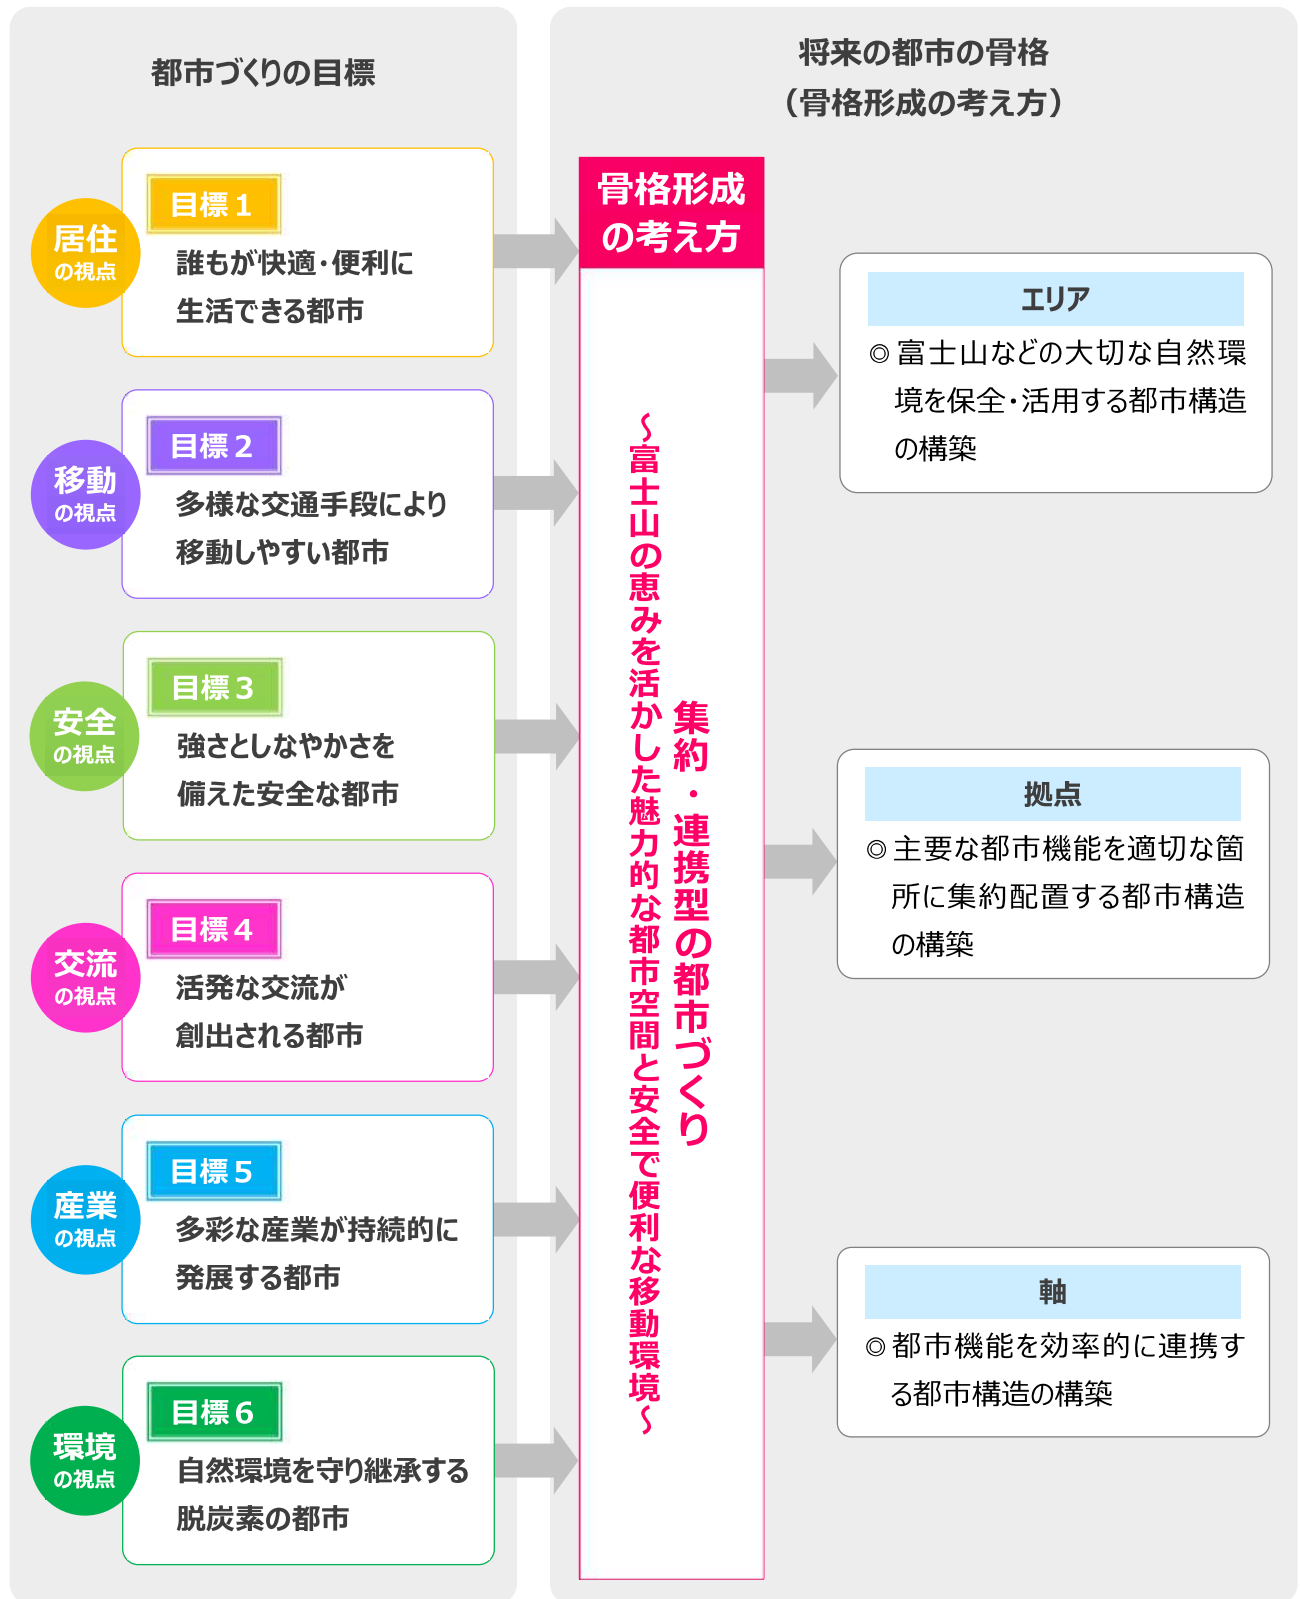 都市づくりの目標
居住
の視点
目標1
誰もが快適・便利に
生活できる都市
移動
の視点
目標2
多様な交通手段により
移動しやすい都市
安全
の視点
目標3
強さとしなやかさを
備えた安全な都市
交流
の視点
目標4
活発な交流が
創出される都市
産業
の視点
目標5
多彩な産業が持続的に
発展する都市
環境
の視点
目標6
自然環境を守り継承する
脱炭素の都市
将来の都市の骨格
（骨格形成の考え方）
骨格形成
の考え方
集約・連携型の都市づくり
～富士山の恵みを活かした魅力的な都市空間と安全で便利な移動環境～
エリア
◎富士山などの大切な自然環
境を保全・活用する都市構造
の構築
拠点
◎主要な都市機能を適切な箇
所に集約配置する都市構造
の構築
軸
◎都市機能を効率的に連携す
る都市構造の構築